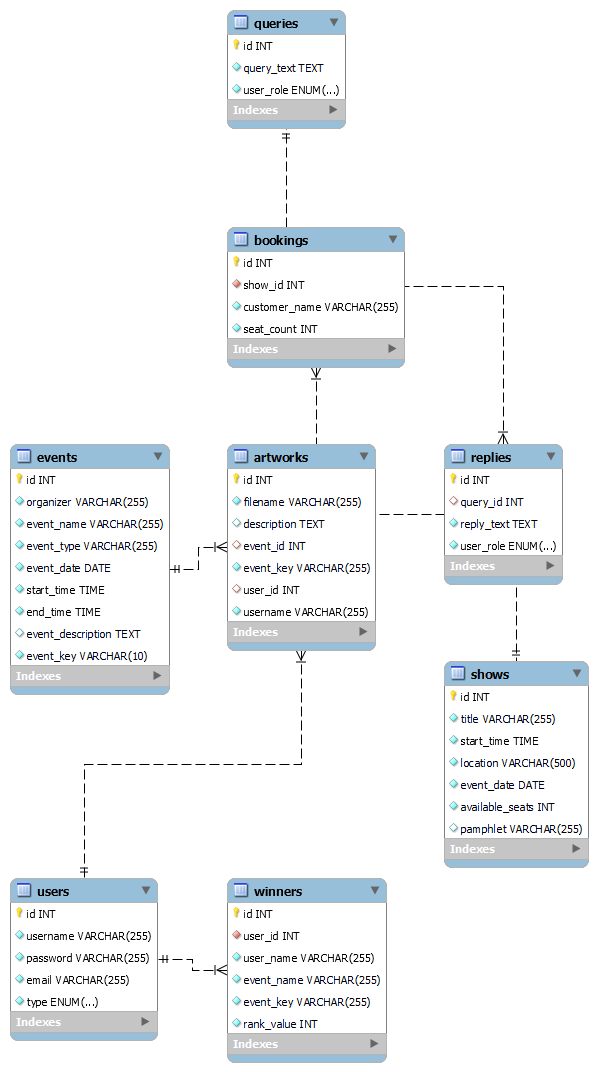 queries
id INT
query_text TEXT
user_role ENUM(...)
Indexes
bookings
id INT
show_id INT
customer_name VARCHAR(255)
seat_count INT
Indexes
events
id INT
organizer VARCHAR(255)
event_name VARCHAR(255)
event_type VARCHAR(255)
event_date DATE
start_time TIME
end_time TIME
event_description TEXT
event_key VARCHAR(10)
Indexes
artworks
id INT
filename VARCHAR(255)
description TEXT
event_id INT
event_key VARCHAR(255)
user_id INT
username VARCHAR(255)
Indexes
replies
id INT
query_id INT
reply_text TEXT
user_role ENUM(...)
Indexes
shows
id INT
title VARCHAR(255)
start_time TIME
location VARCHAR(500)
event_date DATE
available_seats INT
pamphlet VARCHAR(255)
Indexes
users
id INT
username VARCHAR(255)
password VARCHAR(255)
email VARCHAR(255)
type ENUM(...)
Indexes
winners
id INT
user_id INT
user_name VARCHAR(255)
event_name VARCHAR(255)
event_key VARCHAR(255)
rank_value INT
Indexes